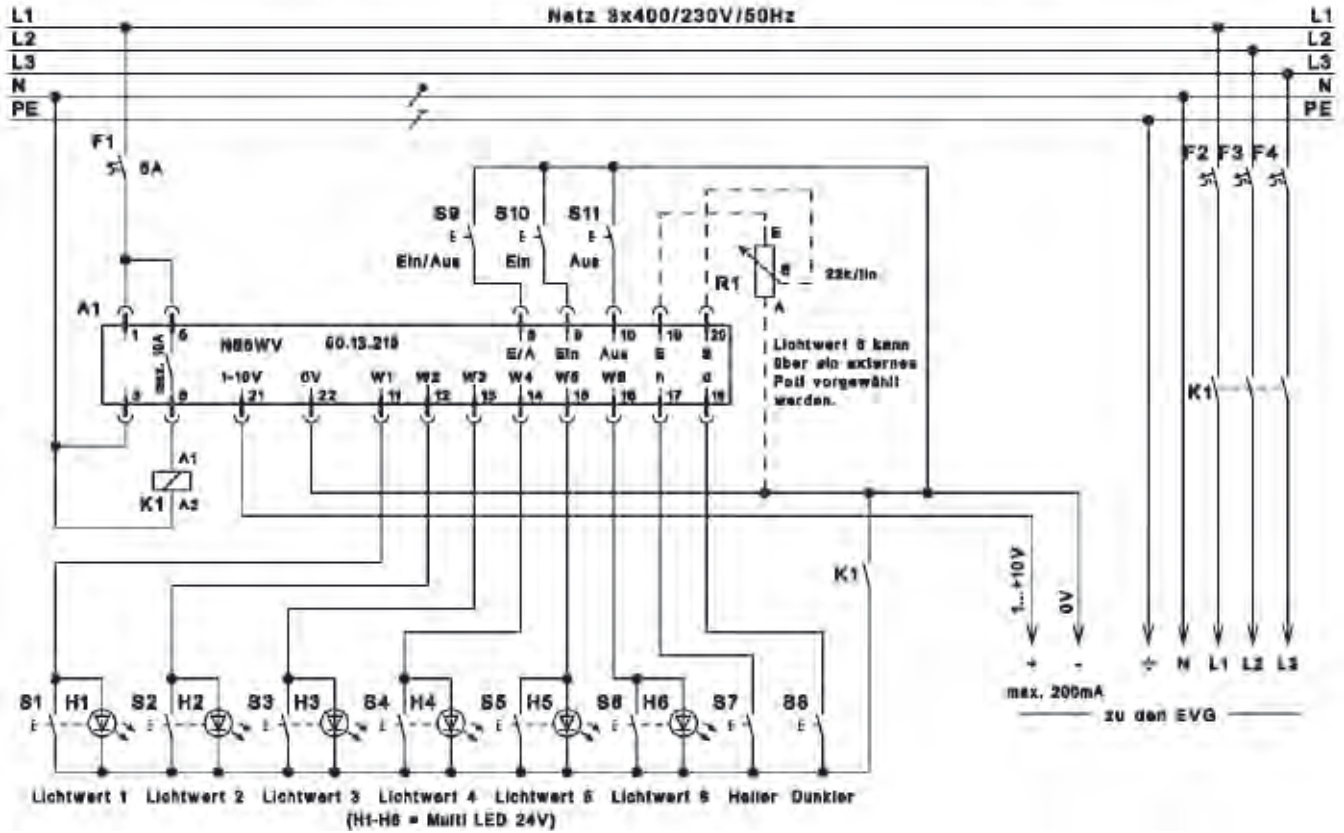 L1 Netz 3x400/230V/50Hz L1
L2 L2
L3 L3
N N
PE PE
F1 6A
F2 F3 F4
S9 S10 S11
Ein/Aus Ein Aus
E
S
R1 22k/lin
A
A1
1 5 8 9 10 19 20
max. 10A N66WV 60.13.218 E/A Ein Aus E S
1-10V 0V W1 W2 W3 W4 W5 W6 h d
3 6 21 22 11 12 13 14 15 16 17 18
Lichtwert 6 kann
über ein externes
Poti vorgewählt
werden.
K1
A1
K1 A2
K1
1...+10V 0V
+ - N L1 L2 L3
max. 200mA
zu den EVG
S1 H1 S2 H2 S3 H3 S4 H4 S5 H5 S6 H6 S7 S8
E E E E E E E E
Lichtwert 1 Lichtwert 2 Lichtwert 3 Lichtwert 4 Lichtwert 5 Lichtwert 6 Heller Dunkler
(H1-H6 = Multi LED 24V)